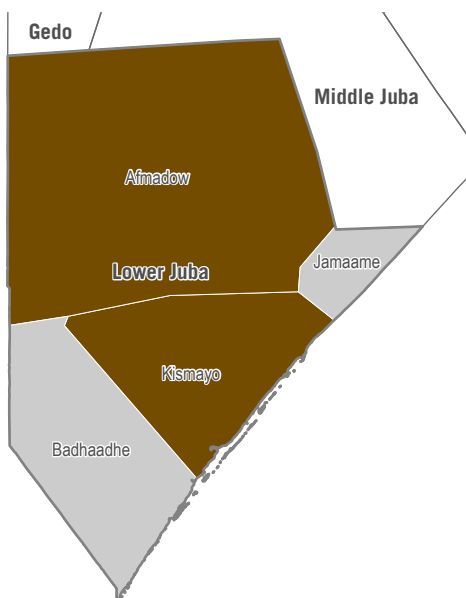 Gedo
Middle Juba
Afmadow
Jamaame
Lower Juba
Kismayo
Badhaadhe